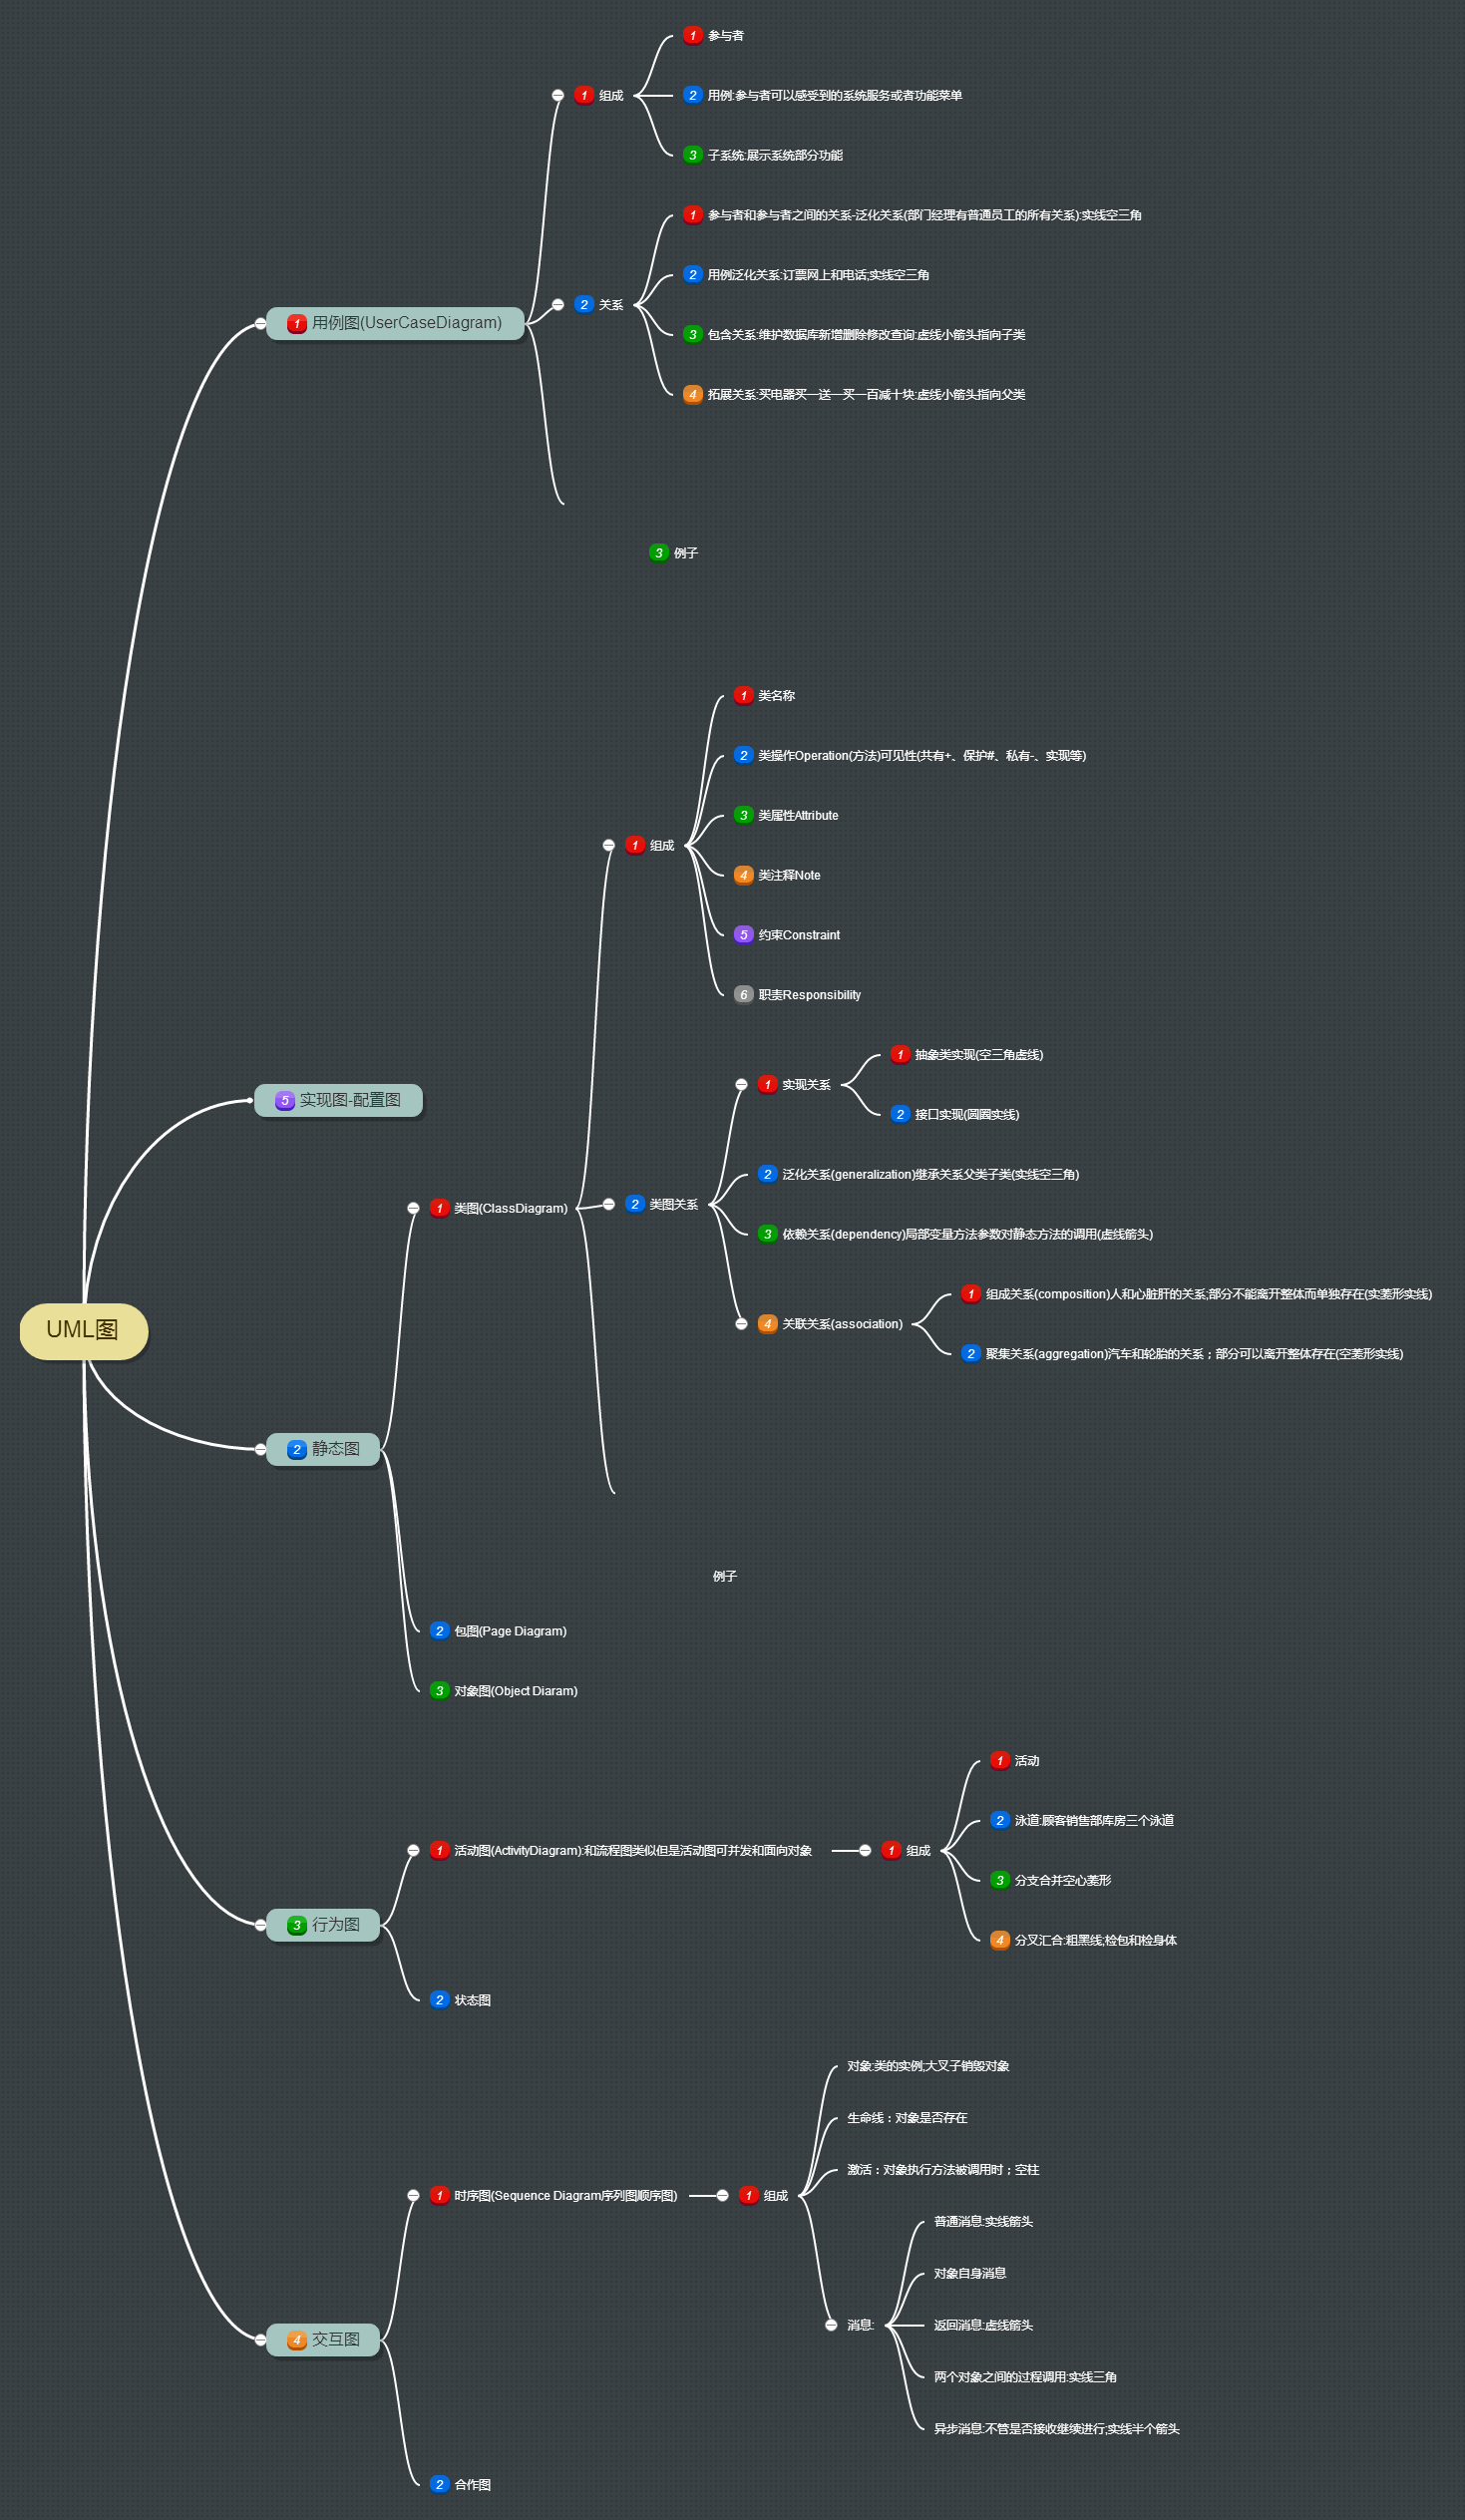 UML图
1 用例图(UserCaseDiagram)
1 组成
1 参与者
2 用例:参与者可以感受到的系统服务或者功能菜单
3 子系统:展示系统部分功能
2 关系
1 参与者和参与者之间的关系-泛化关系(部门经理有普通员工的所有关系):实线空三角
2 用例泛化关系:订票网上和电话;实线空三角
3 包含关系:维护数据库新增删除修改查询:虚线小箭头指向子类
4 拓展关系:买电器买一送一买一百减十块:虚线小箭头指向父类
3 例子
5 实现图-配置图
2 静态图
1 类图(ClassDiagram)
1 组成
1 类名称
2 类操作Operation(方法)可见性(共有+、保护#、私有-、实现等)
3 类属性Attribute
4 类注释Note
5 约束Constraint
6 职责Responsibility
2 类图关系
1 实现关系
1 抽象类实现(空三角虚线)
2 接口实现(圆圈实线)
2 泛化关系(generalization)继承关系父类子类(实线空三角)
3 依赖关系(dependency)局部变量方法参数对静态方法的调用(虚线箭头)
4 关联关系(association)
1 组成关系(composition)人和心脏肝的关系;部分不能离开整体而单独存在(实菱形实线)
2 聚集关系(aggregation)汽车和轮胎的关系；部分可以离开整体存在(空菱形实线)
例子
2 包图(Page Diagram)
3 对象图(Object Diaram)
3 行为图
1 活动图(ActivityDiagram):和流程图类似但是活动图可并发和面向对象
1 组成
1 活动
2 泳道:顾客销售部库房三个泳道
3 分支合并空心菱形
4 分叉汇合:粗黑线;检包和检身体
2 状态图
4 交互图
1 时序图(Sequence Diagram序列图顺序图)
1 组成
对象:类的实例;大叉子销毁对象
生命线：对象是否存在
激活：对象执行方法被调用时；空柱
消息:
普通消息:实线箭头
对象自身消息
返回消息:虚线箭头
两个对象之间的过程调用:实线三角
异步消息:不管是否接收继续进行;实线半个箭头
2 合作图